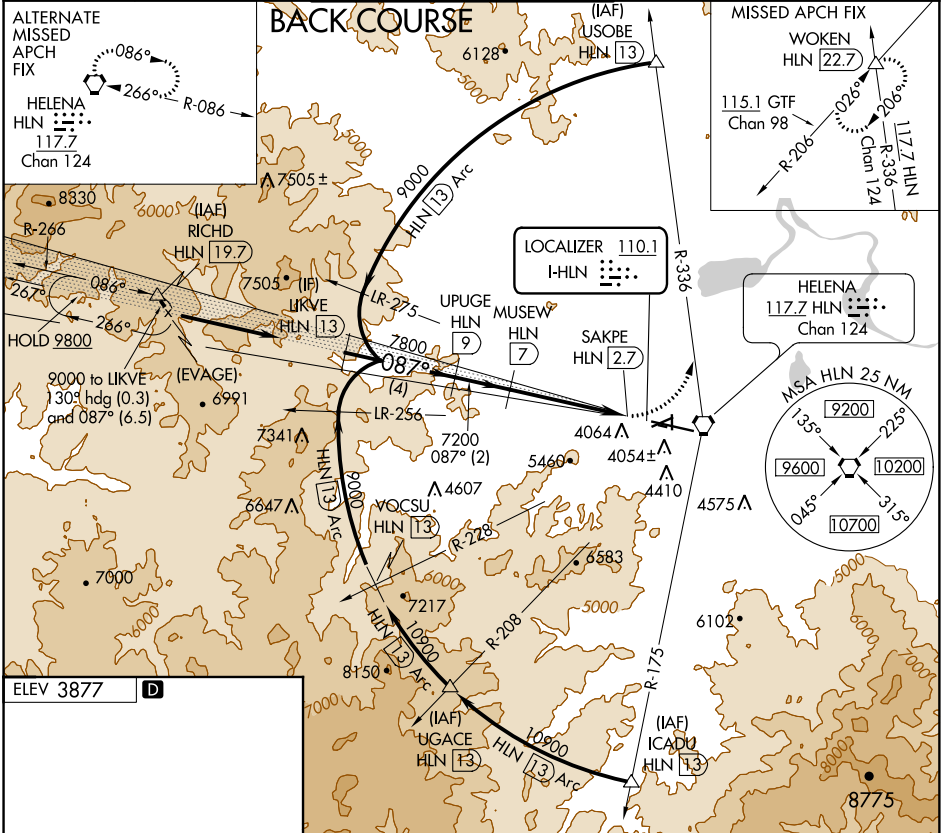 ALTERNATE
MISSED
APCH
FIX
086°
266°
R-086
HELENA
HLN
117.7
Chan 124
BACK COURSE
6128
5000
(IAF)
USOBE
HLN 13
MISSED APCH FIX
WOKEN
HLN 22.7
115.1 GTF
Chan 98
026°
206°
R-206
117.7 HLN
R-336
Chan 124
7505±
8330
6000
R-266
(IAF)
RICHD
HLN 19.7
9000
HLN 13 Arc
LOCALIZER 110.1
I-HLN
R-336
HELENA
117.7 HLN
Chan 124
7505
(IF)
LIKVE
HLN 13
LR-275
UPUGE
HLN
9
MUSEW
HLN
7
SAKPE
HLN 2.7
086°
267°
266°
HOLD 9800
7800
087°
(4)
9000 to LIKVE
130° hdg (0.3)
and 087° (6.5)
(EVAGE)
6991
LR-256
7200
087° (2)
7341
4064
4054±
4410
5460
4607
4575
6647
9000
HLN 13 Arc
VOCSU
HLN 13
R-228
MSA HLN 25 NM
135°
9200
225°
9600
10200
045°
10700
315°
7000
6000
6000
7217
6583
5000
5000
6000
6102
R-208
10900
HLN 13 Arc
8150
7000
R-175
7000
8000
ELEV 3877 D
(IAF)
UGACE
HLN 13
10900
HLN 13 Arc
(IAF)
ICADU
HLN 13
8775